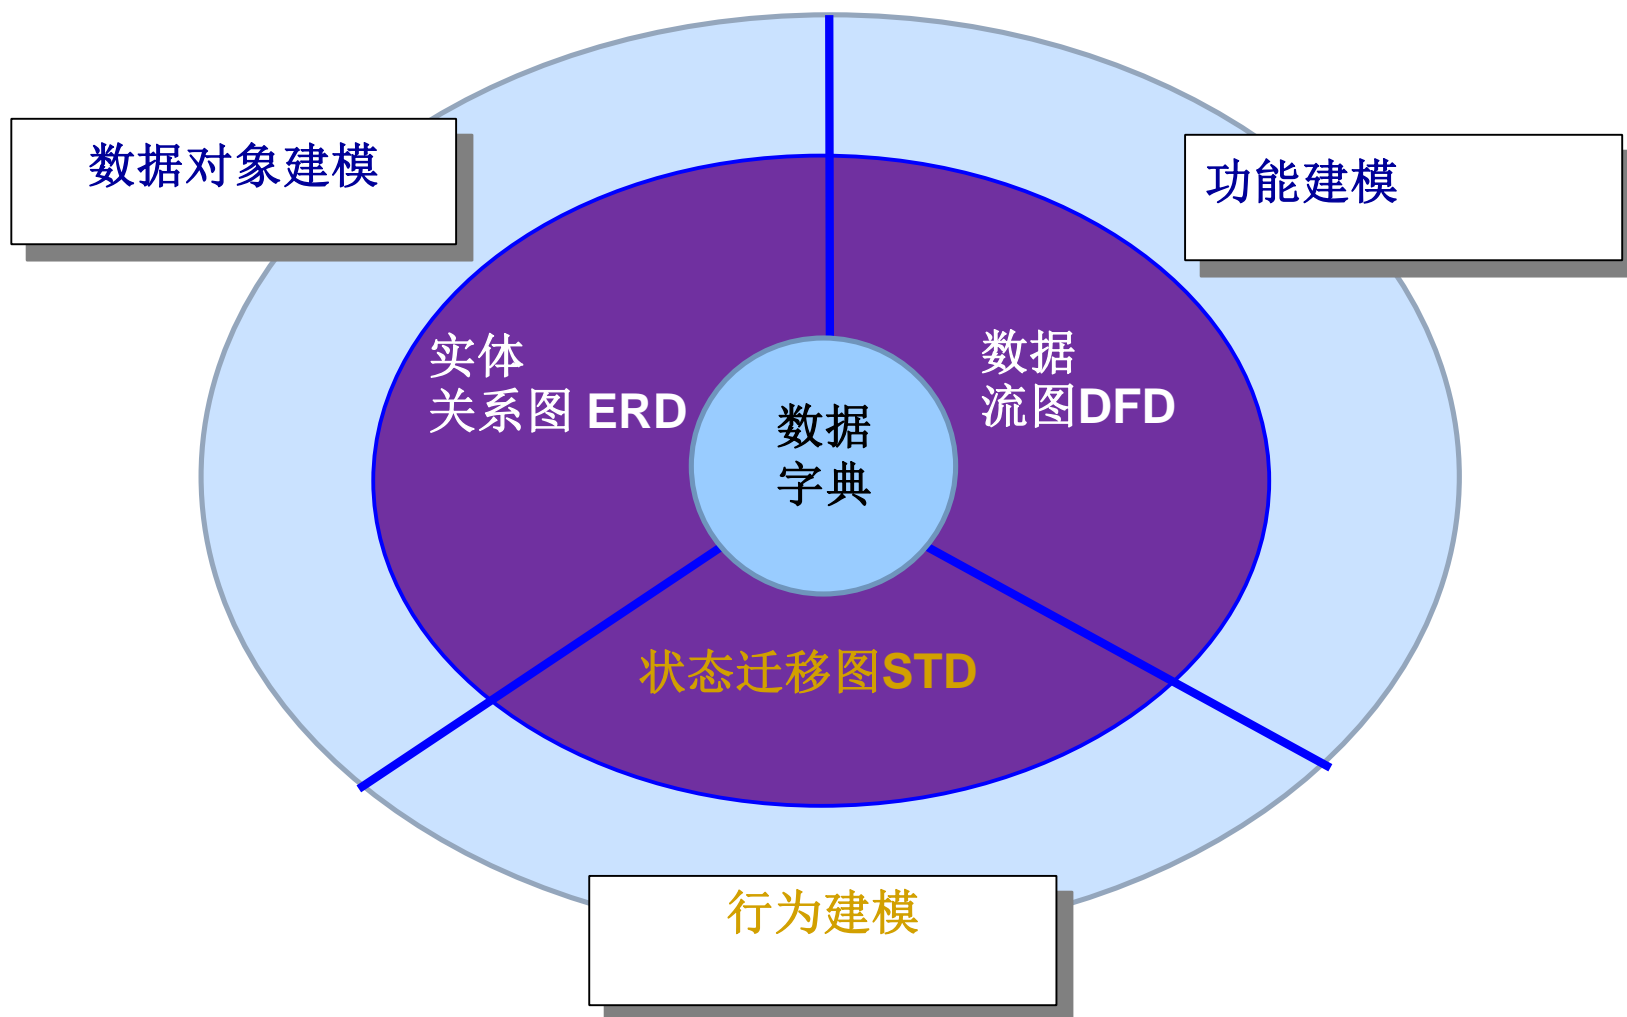 数据对象建模
功能建模
实体
关系图 ERD
数据
流图DFD
数据
字典
状态迁移图STD
行为建模